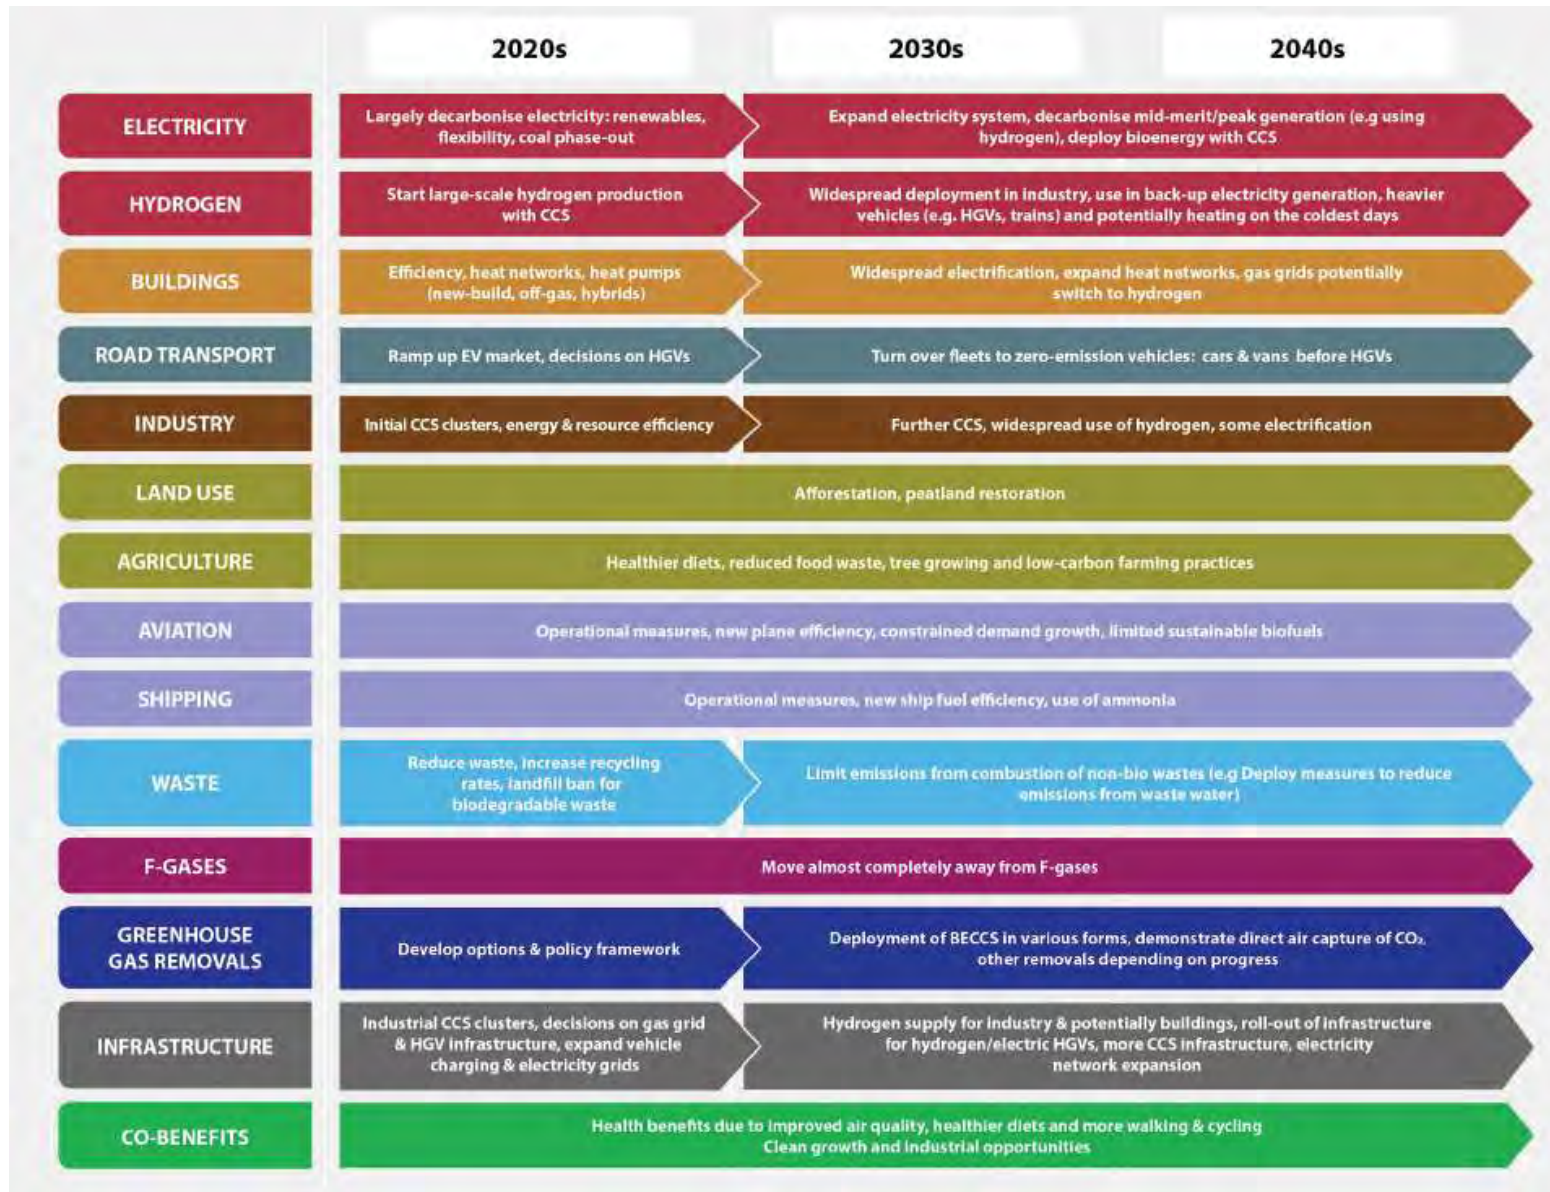 2020s
2030s
2040s
ELECTRICITY
Largely decarbonise electricity: renewables,
flexibility, coal phase-out
Expand electricity system, decarbonise mid-merit/peak generation (e.g using
hydrogen), deploy bioenergy with CCS
HYDROGEN
Start large-scale hydrogen production
with CCS
Widespread deployment in industry, use in back-up electricity generation, heavier
vehicles (e.g. HGVs, trains) and potentially heating on the coldest days
BUILDINGS
Efficiency, heat networks, heat pumps
(new-build, off-gas, hybrids)
Widespread electrification, expand heat networks, gas grids potentially
switch to hydrogen
ROAD TRANSPORT
Ramp up EV market, decisions on HGVs
Turn over fleets to zero-emission vehicles: cars & vans before HGVs
INDUSTRY
Initial CCS clusters, energy & resource efficiency
Further CCS, widespread use of hydrogen, some electrification
LAND USE
Afforestation, peatland restoration
AGRICULTURE
Healthier diets, reduced food waste, tree growing and low-carbon farming practices
AVIATION
Operational measures, new plane efficiency, constrained demand growth, limited sustainable biofuels
SHIPPING
Operational measures, new ship fuel efficiency, use of ammonia
WASTE
Reduce waste, increase recycling
rates, landfill ban for
biodegradable waste
Limit emissions from combustion of non-bio wastes (e.g Deploy measures to reduce
emissions from waste water)
F-GASES
Move almost completely away from F-gases
GREENHOUSE
GAS REMOVALS
Develop options & policy framework
Deployment of BECCS in various forms, demonstrate direct air capture of CO₂,
other removals depending on progress
INFRASTRUCTURE
Industrial CCS clusters, decisions on gas grid
& HGV infrastructure, expand vehicle
charging & electricity grids
Hydrogen supply for industry & potentially buildings, roll-out of infrastructure
for hydrogen/electric HGVs, more CCS infrastructure, electricity
network expansion
CO-BENEFITS
Health benefits due to improved air quality, healthier diets and more walking & cycling
Clean growth and industrial opportunities